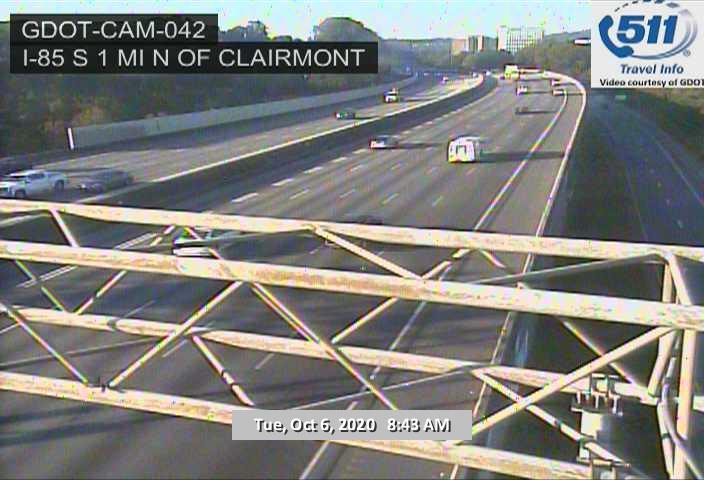 GDOT-CAM-042
I-85 S 1 MI N OF CLAIRMONT
511
Travel Info
Video courtesy of GDOT
Tue, Oct 6, 2020 8:43 AM